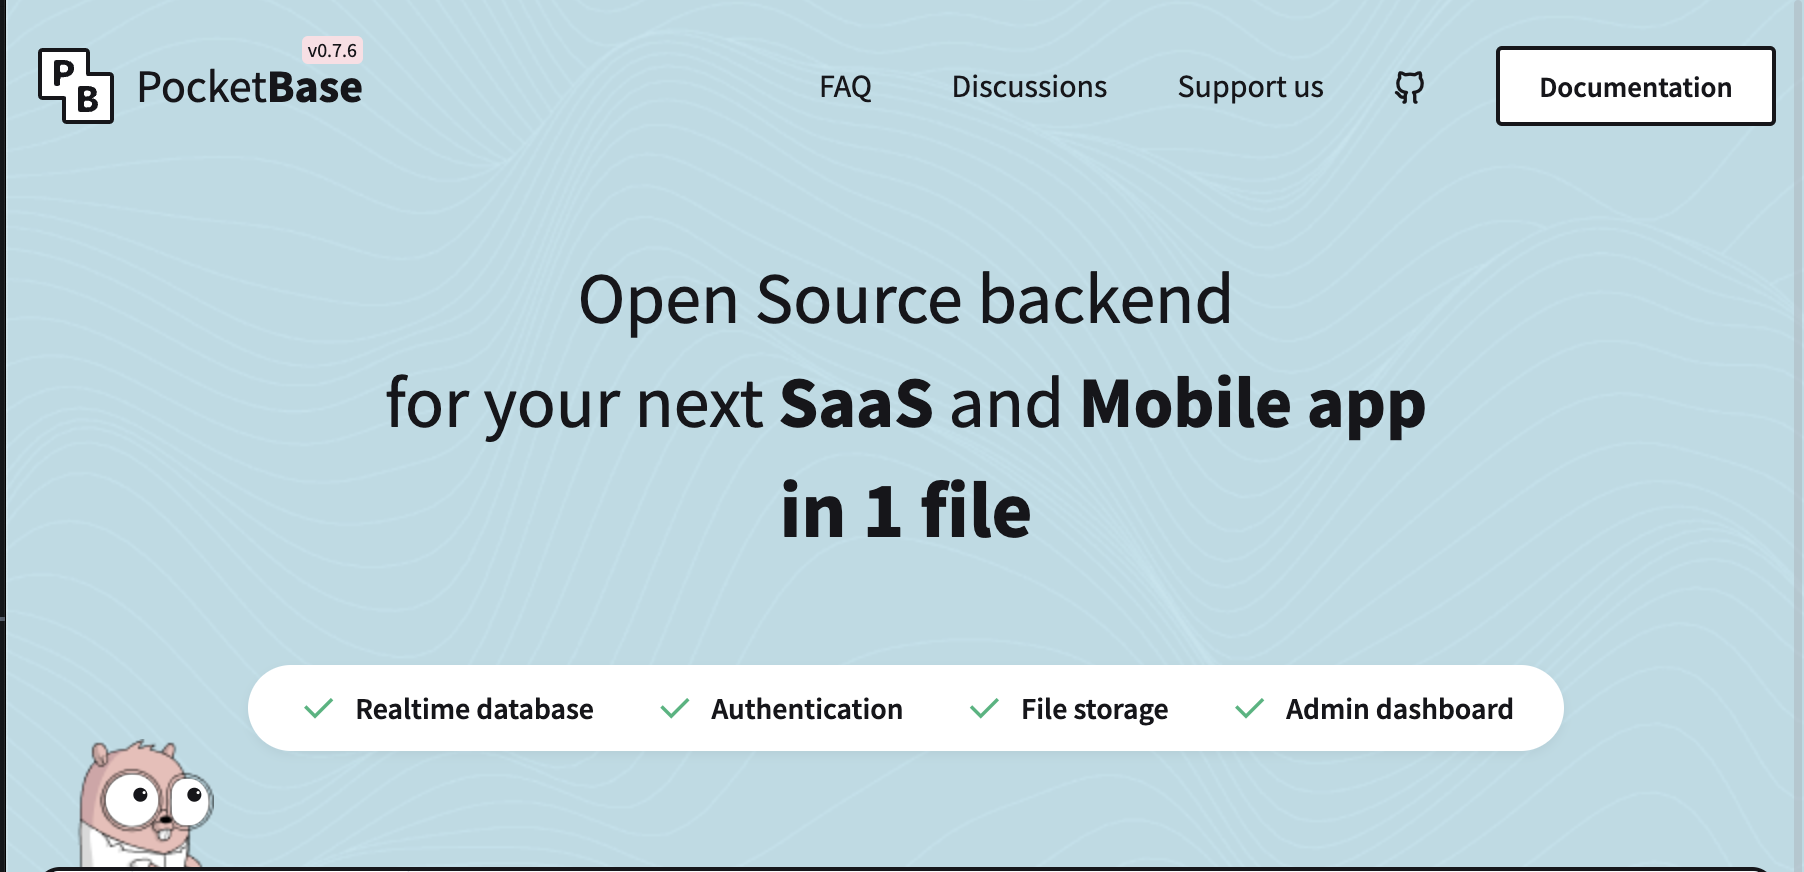 P
B
PocketBase
v0.7.6
FAQ
Discussions
Support us
Documentation
Open Source backend
for your next SaaS and Mobile app
in 1 file
Realtime database
Authentication
File storage
Admin dashboard